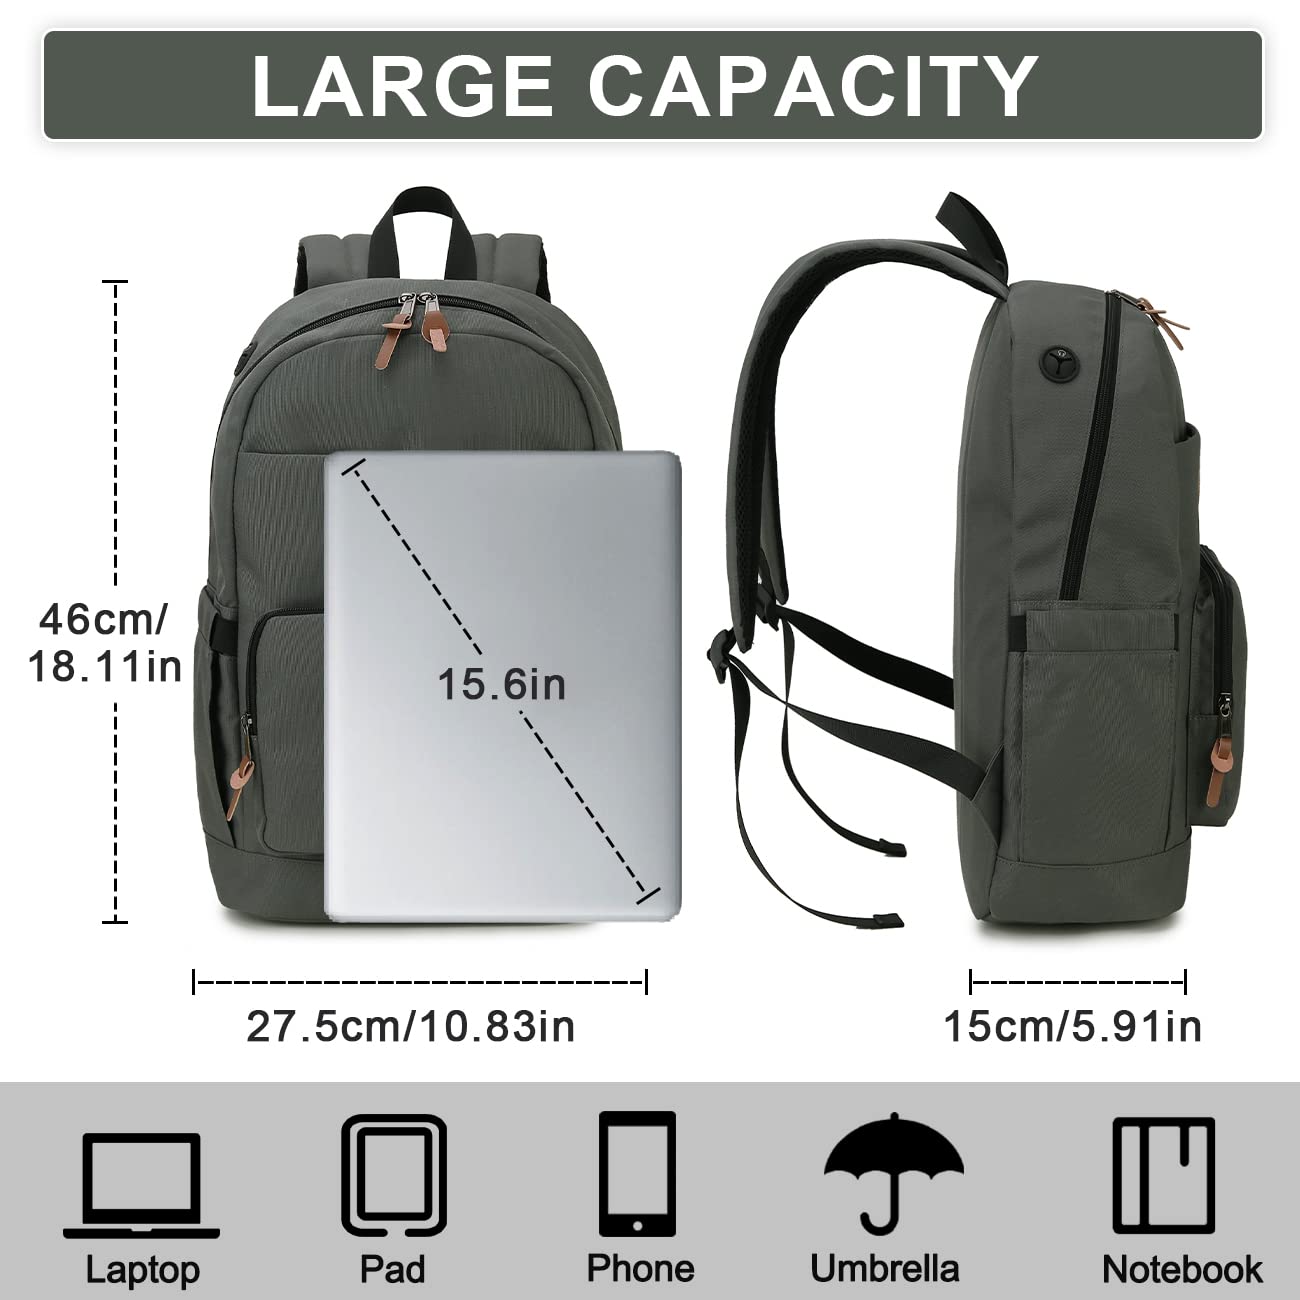 LARGE CAPACITY
46cm/
18.11in
15.6in
27.5cm/10.83in
15cm/5.91in
Laptop
Pad
Phone
Umbrella
Notebook